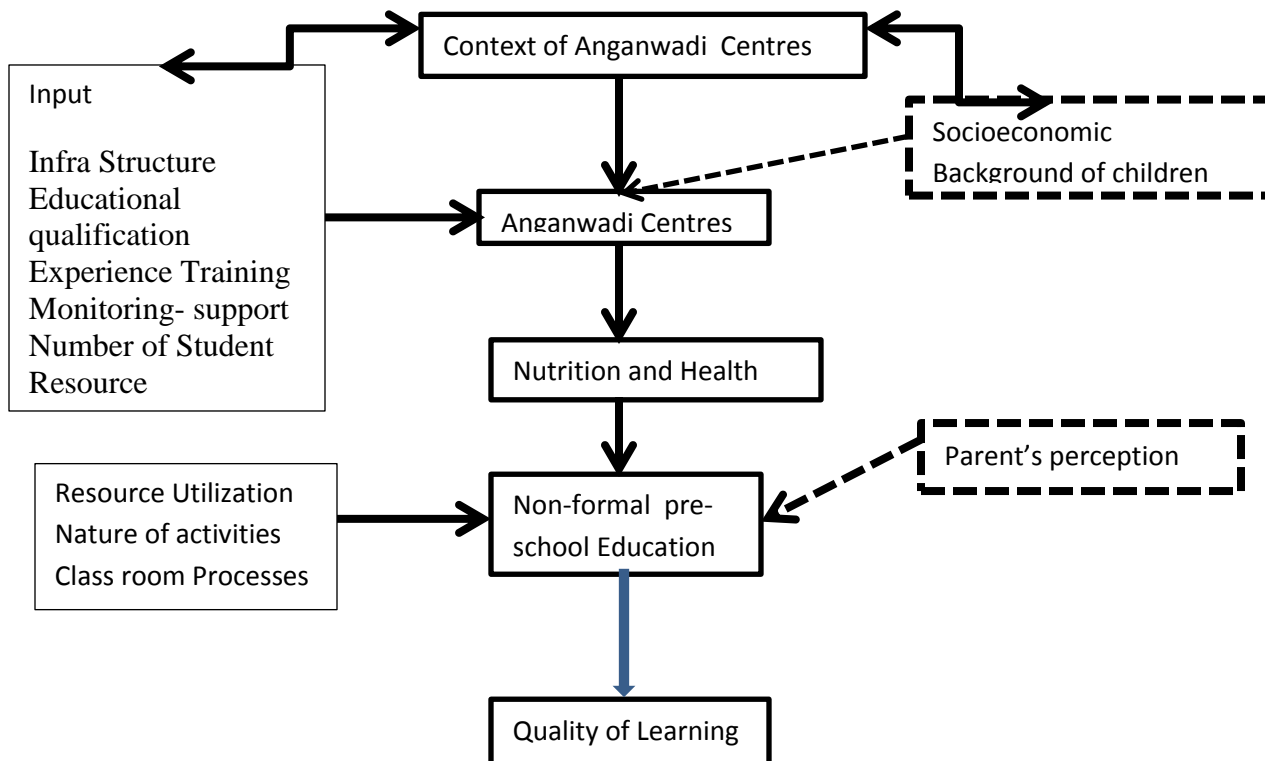 Context of Anganwadi Centres
Input
Infra Structure
Educational
qualification
Experience Training
Monitoring- support
Number of Student
Resource
Socioeconomic
Background of children
Anganwadi Centres
Nutrition and Health
Parent's perception
Resource Utilization
Nature of activities
Class room Processes
Non-formal pre-
school Education
Quality of Learning